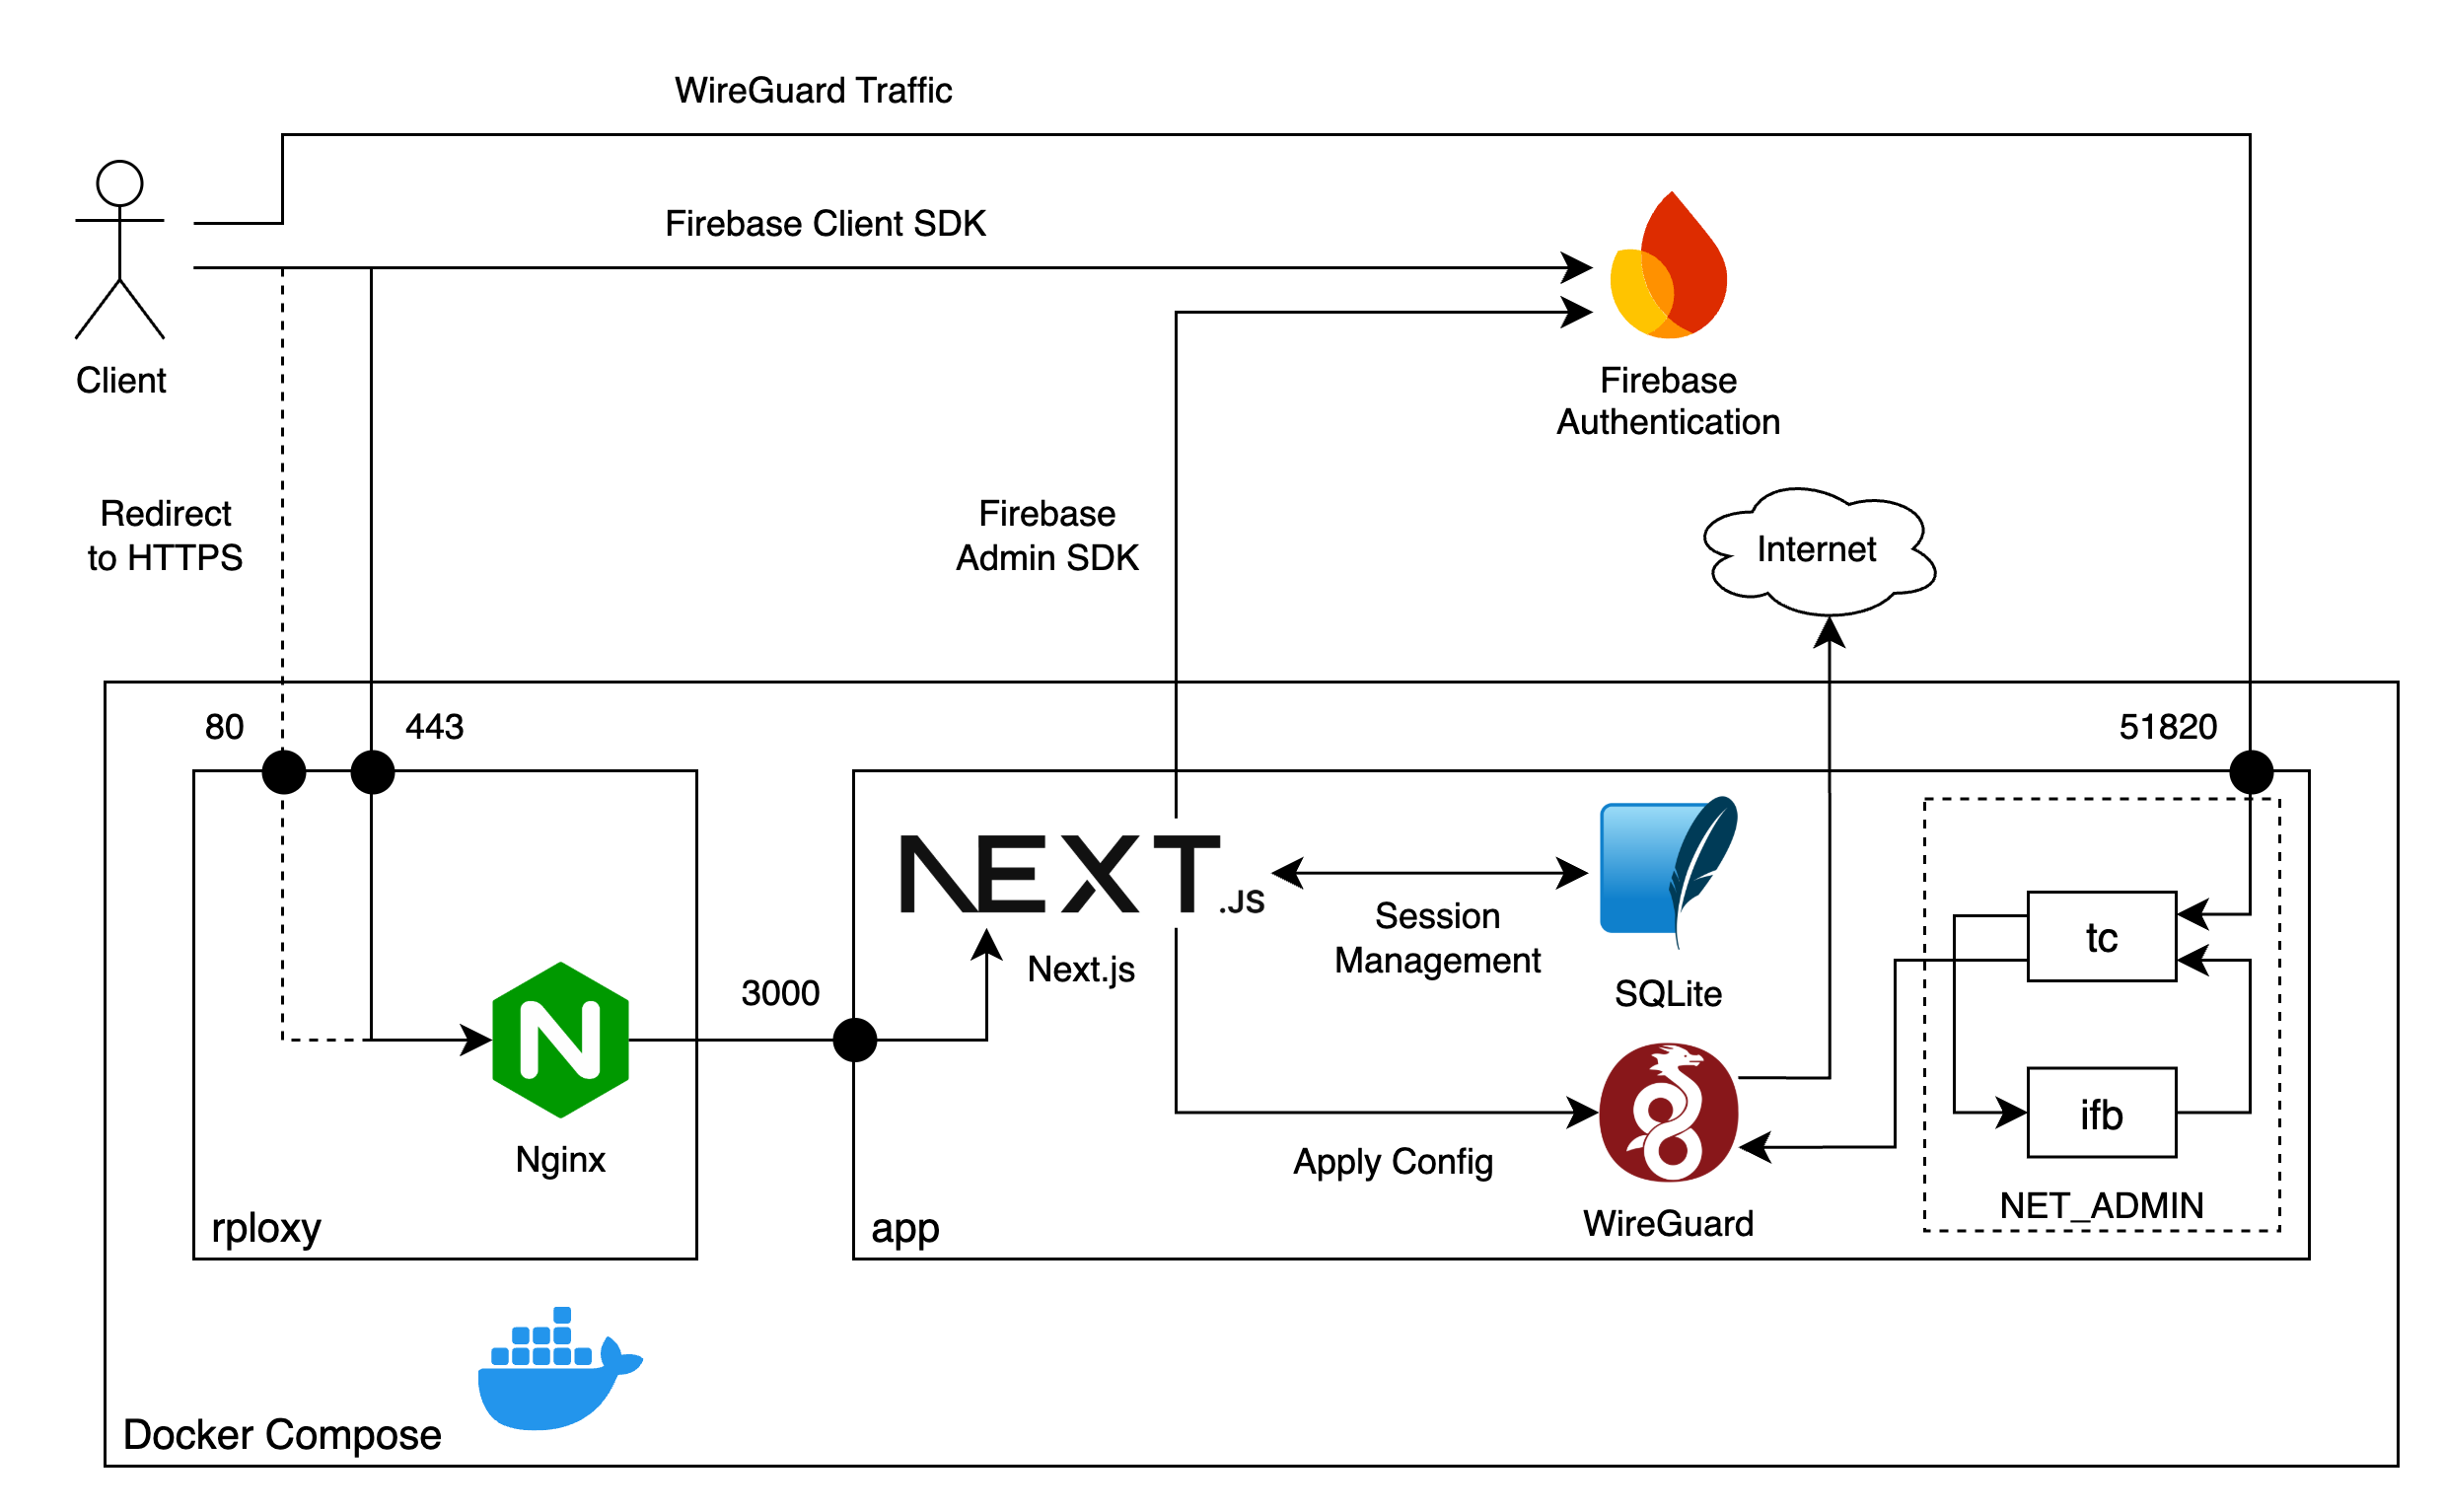 WireGuard Traffic
Firebase Client SDK
Client
Firebase
Authentication
Redirect
to HTTPS
Firebase
Admin SDK
Internet
80
443
51820
NEXT.JS
Next.js
Session
Management
SQLite
tc
3000
ifb
Nginx
Apply Config
WireGuard
NET_ADMIN
rploxy
app
Docker Compose